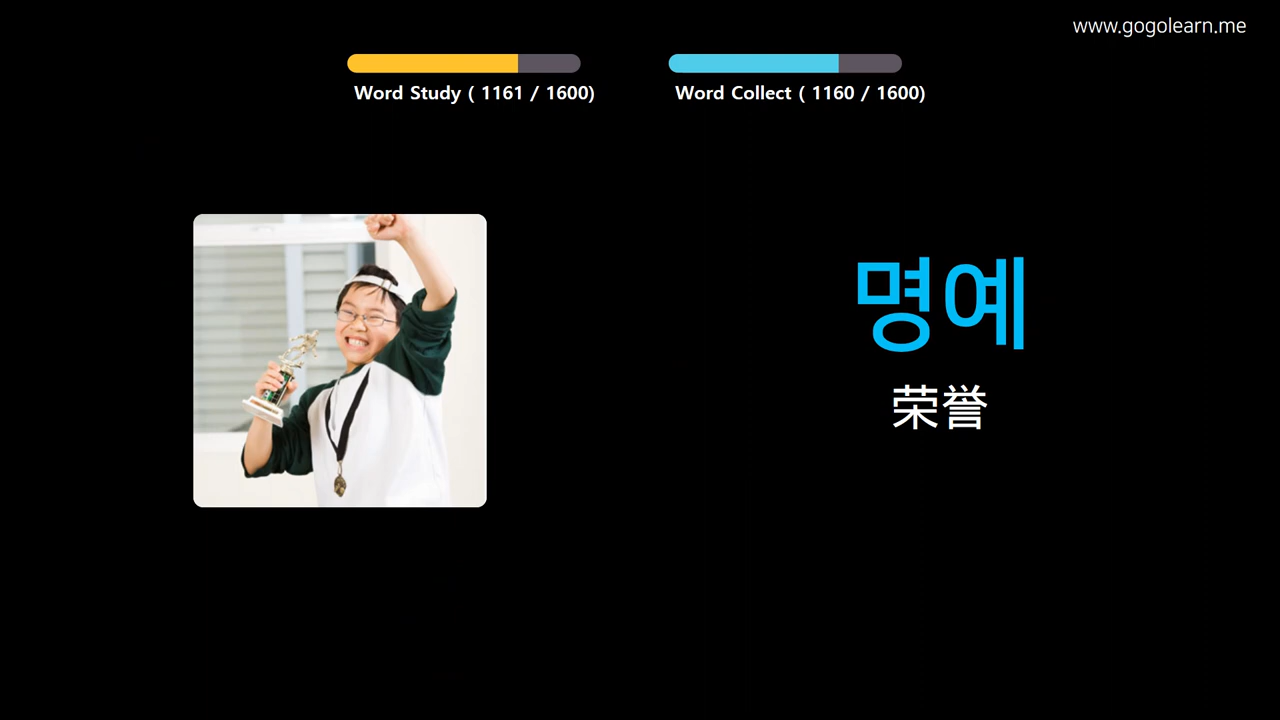 www.gogolearn.me
Word Study ( 1161 / 1600)
Word Collect ( 1160 / 1600)
명예
荣誉